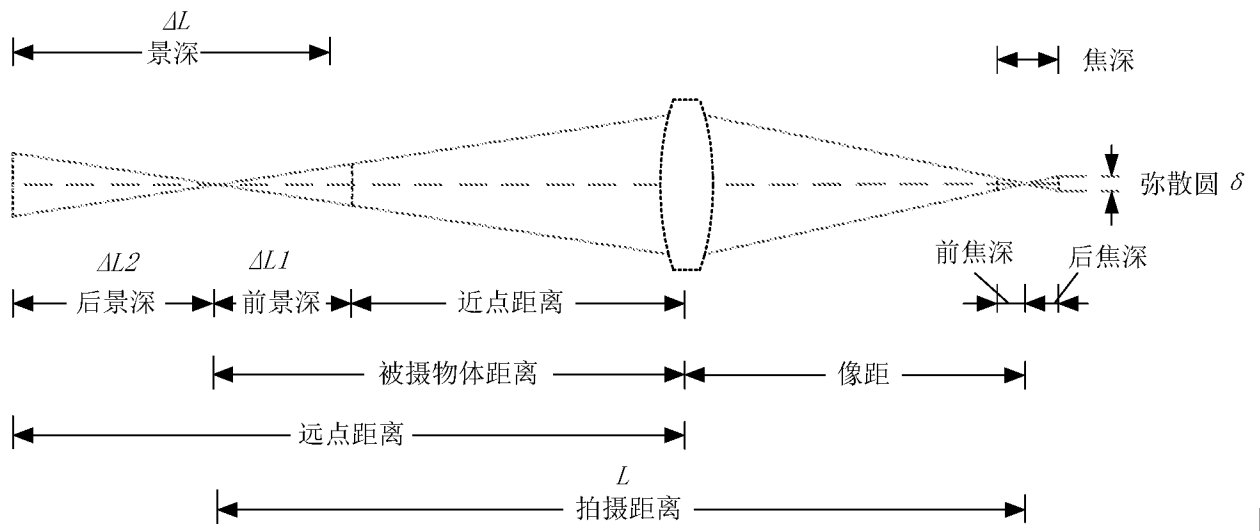 ΔL
景深
焦深
弥散圆 δ
ΔL2
ΔL1
前焦深
后焦深
后景深
前景深
近点距离
被摄物体距离
像距
远点距离
L
拍摄距离